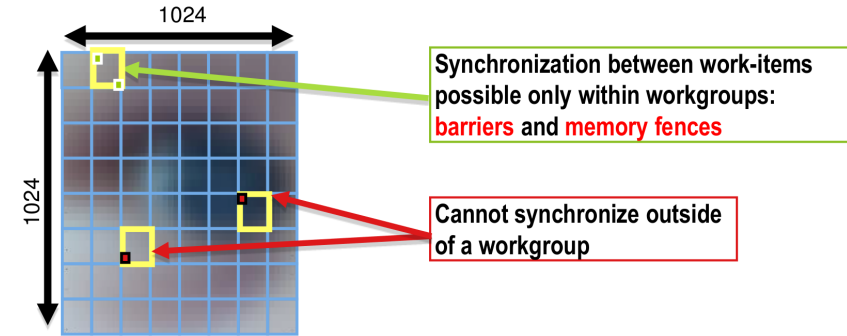 1024
Synchronization between work-items
possible only within workgroups:
barriers and memory fences
1024
Cannot synchronize outside
of a workgroup